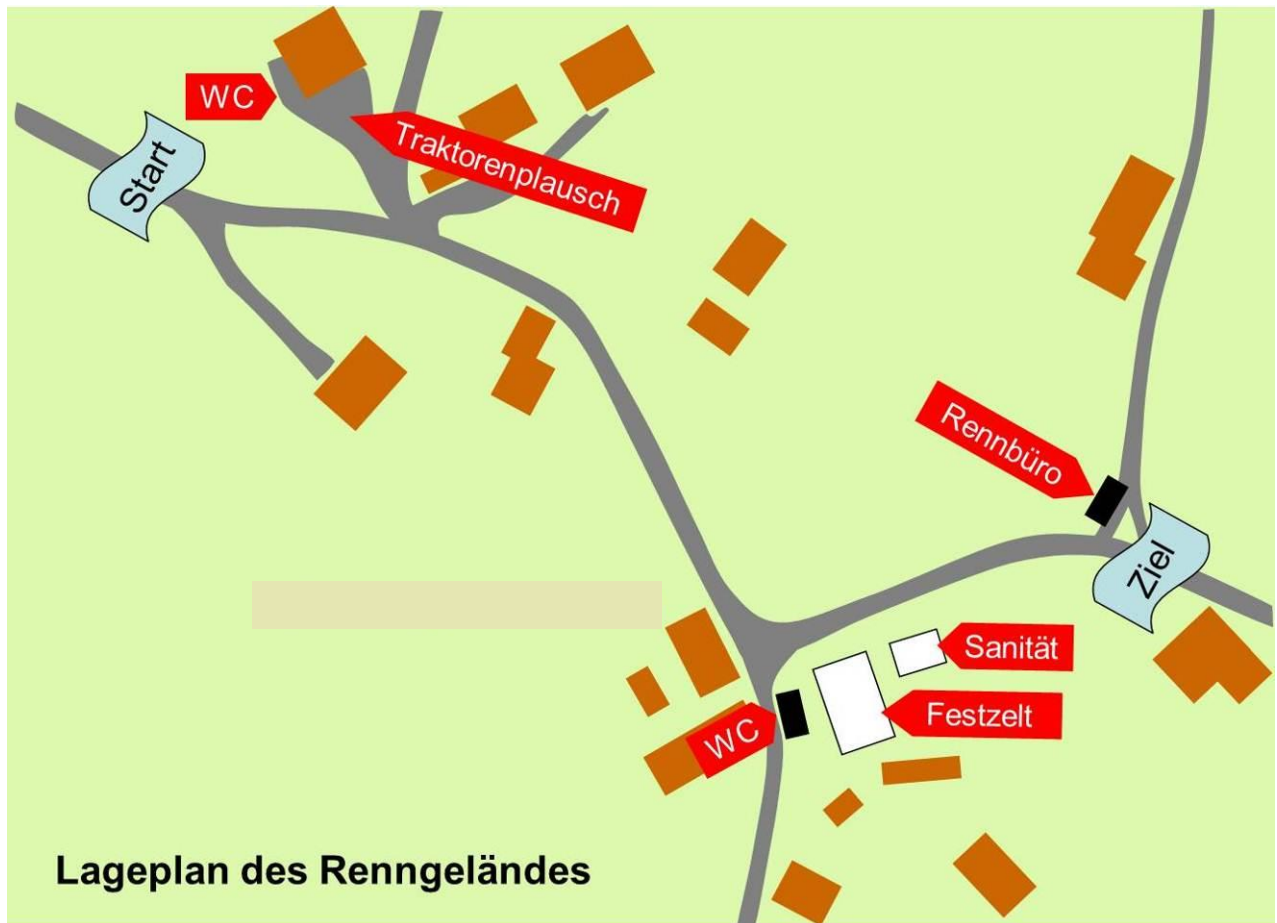 WC
Traktorenplausch
Start
Rennbüro
Ziel
Sanität
Festzelt
WC
Lageplan des Renngeländes